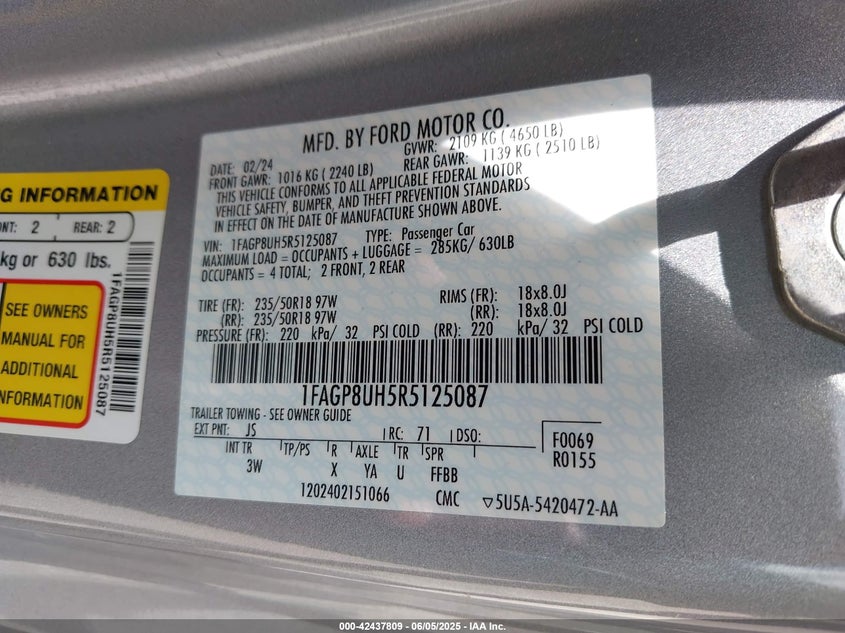 MFD. BY FORD MOTOR CO.
DATE: 02/24
GVWR: 2109 KG ( 4650 LB)
FRONT GAWR: 1016 KG ( 2240 LB)
REAR GAWR: 1139 KG ( 2510 LB)
THIS VEHICLE CONFORMS TO ALL APPLICABLE FEDERAL MOTOR
VEHICLE SAFETY, BUMPER, AND THEFT PREVENTION STANDARDS
IN EFFECT ON THE DATE OF MANUFACTURE SHOWN ABOVE.
VIN: 1FAGP8UH5R5125087 TYPE: Passenger Car
MAXIMUM LOAD = OCCUPANTS + LUGGAGE = 285KG/ 630LB
OCCUPANTS = 4 TOTAL; 2 FRONT, 2 REAR
TIRE (FR): 235/50R18 97W RIMS (FR): 18x8.0J
(RR): 235/50R18 97W (RR): 18x8.0J
PRESSURE (FR): 220 kPa/ 32 PSI COLD (RR): 220 kPa/ 32 PSI COLD
1FAGP8UH5R5125087
TRAILER TOWING - SEE OWNER GUIDE
EXT PNT: JS RC: 71 DSO: F0069
R0155
INT TR TP/PS R AXLE TR SPR
3W X YA U FFBB
1202402151066 CMC 5U5A-5420472-AA
G INFORMATION
NT: 2 REAR: 2
kg or 630 lbs.
SEE OWNERS
MANUAL FOR
ADDITIONAL
INFORMATION
1FAGP8UH5R5125087
000-42437809 - 06/05/2025 - IAA Inc.